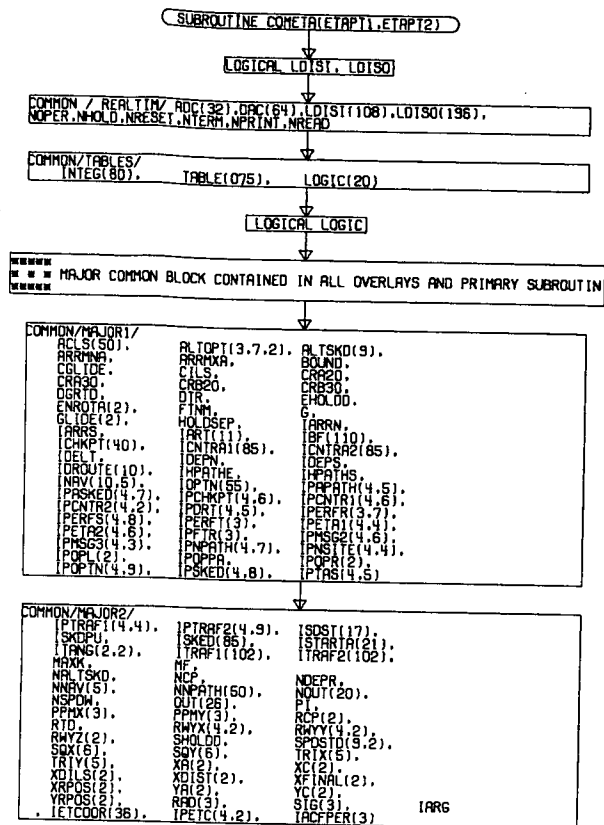 SUBROUTINE COMETA(ETAPT1,ETAPT2)
LOGICAL LDISI, LDISO
COMMON / REALTIM/ ADC(32),DAC(64),LDISI(108),LDISO(196),
NOPER,NHOLD,NRESET,NTERM,NPRINT,NREAD
COMMON/TABLES/
INTEG(80), TABLE(075), LOGIC(20)
LOGICAL LOGIC
***** 
* * * MAJOR COMMON BLOCK CONTAINED IN ALL OVERLAYS AND PRIMARY SUBROUTIN
*****
COMMON/MAJOR1/
ACLS(50), ALTOPT(3,7,2), ALTSKD(9),
ARRMNA, ARRMXA, BOUND,
CGLIDE, CILS, CRA20,
CRA30, CRB20, CRB30,
DGRTD, DTR, EHOLDD,
ENROTA(2), FTNM, G,
GLIDE(2), HOLDSEP, IARRN,
IARRS, IART(11), IBF(110),
ICHKPT(40), ICNTRA1(85), ICNTRA2(85),
IDELT, IDEPN, IDEPS,
IDROUTE(10), IHPATHE, IHPATHS,
INAV(10,5), IOPTN(55), IPAPATH(4,5),
IPASKED(4,7), IPCHKPT(4,6), IPCNTR1(4,6),
IPCNTR2(4,2), IPDRT(4,5), IPERFR(3,7),
IPERFS(4,8), IPERFT(3), IPETA1(4,4),
IPETA2(4,6), IPFTR(3), IPMSG2(4,6),
IPMSG3(4,3), IPNPATH(4,7), IPNSITE(4,4),
IPOPL(2), IPOPPA, IPOPR(2),
IPOPTN(4,9), IPSKED(4,8), IPTAS(4,5)
COMMON/MAJOR2/
IPTRAF1(4,4), IPTRAF2(4,9), ISDST(17),
ISKDPU, ISKED(85), ISTARTA(21),
ITANG(2,2), ITRAF1(102), ITRAF2(102),
MAXK, MF,
NALTSKD, NCP, NDEPR,
NNAV(5), NNPATH(50), NOUT(20),
NSPDW, OUT(26), PI,
PPMX(3), PPMY(3), RCP(2),
RTD, RWYX(4,2), RWYY(4,2),
RWYZ(2), SHOLDD, SPDSTD(9,2),
SQX(6), SQY(6), TRIX(5),
TRIY(5), XA(2), XC(2),
XDILS(2), XDIST(2), XFINAL(2),
XRPOS(2), YA(2), YC(2),
YRPOS(2), RAD(3), SIG(3), IARG
, IETCOOR(36), IPETC(4,2), IACFPER(3)